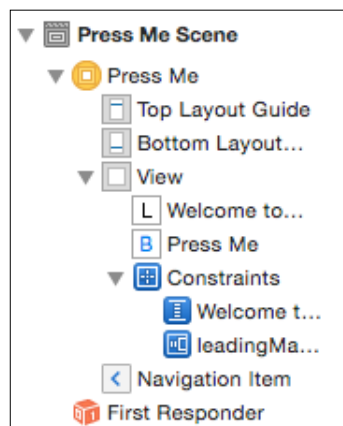 Press Me Scene
Press Me
Top Layout Guide
Bottom Layout...
View
L Welcome to...
B Press Me
Constraints
Welcome t...
leadingMa...
Navigation Item
First Responder